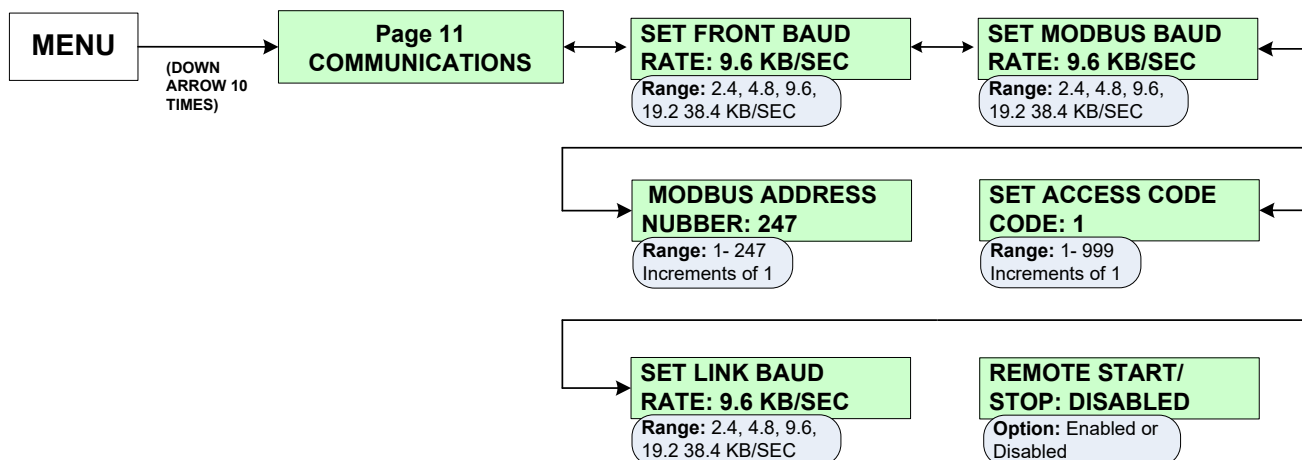 MENU
(DOWN
ARROW 10
TIMES)
Page 11
COMMUNICATIONS
SET FRONT BAUD
RATE: 9.6 KB/SEC
Range: 2.4, 4.8, 9.6,
19.2 38.4 KB/SEC
SET MODBUS BAUD
RATE: 9.6 KB/SEC
Range: 2.4, 4.8, 9.6,
19.2 38.4 KB/SEC
MODBUS ADDRESS
NUBBER: 247
Range: 1- 247
Increments of 1
SET ACCESS CODE
CODE: 1
Range: 1- 999
Increments of 1
SET LINK BAUD
RATE: 9.6 KB/SEC
Range: 2.4, 4.8, 9.6,
19.2 38.4 KB/SEC
REMOTE START/
STOP: DISABLED
Option: Enabled or
Disabled